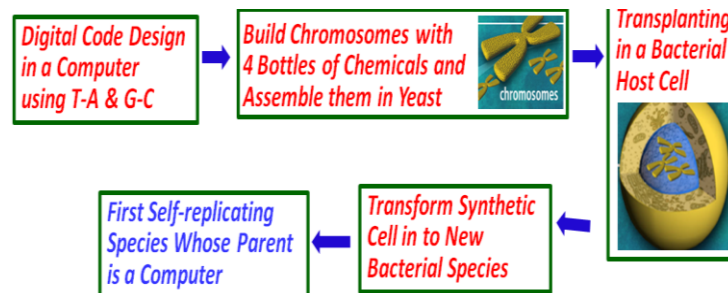 Digital Code Design
in a Computer
using T-A & G-C
Build Chromosomes with
4 Bottles of Chemicals and
Assemble them in Yeast
chromosomes
Transplanting
in a Bacterial
Host Cell
Transform Synthetic
Cell in to New
Bacterial Species
First Self-replicating
Species Whose Parent
is a Computer